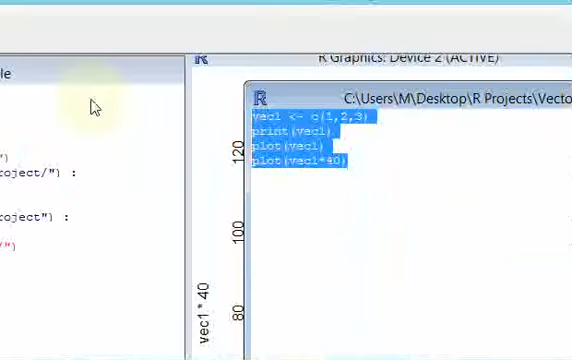 le
")
roject/") :
oject") :
/")
R Graphics: Device 2 (ACTIVE)
C:\Users\M\Desktop\R Projects\Vecto
vec1 <- c(1,2,3)
print(vec1)
plot(vec1)
plot(vec1*40)
120
100
80
vec1 * 40